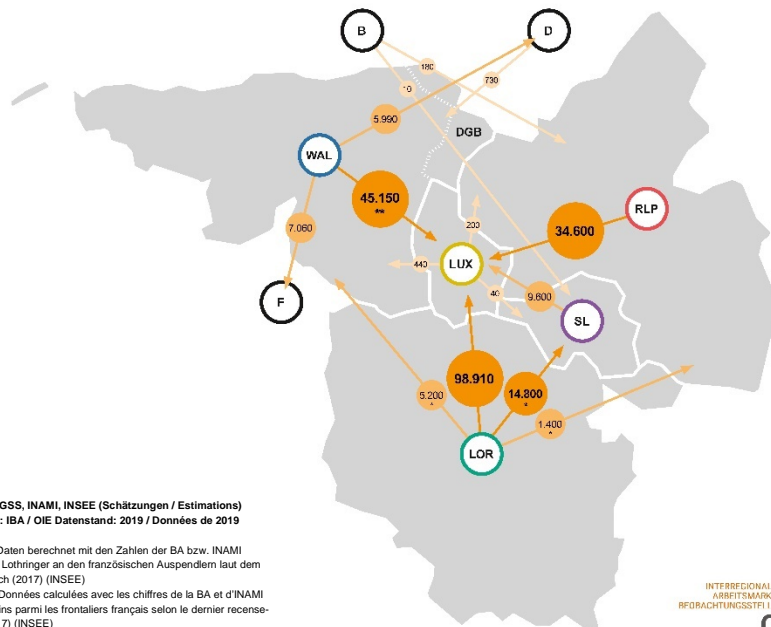 B
D
180
10
730
5.990
DGB
WAL
45.150
**
RLP
7.060
200
34.600
LUX
440
40
9.600
F
SL
98.910
14.800
*
5.200
*
1.400
*
LOR
GSS, INAMI, INSEE (Schätzungen / Estimations)
: IBA / OIE Datenstand: 2019 / Données de 2019
Daten berechnet mit den Zahlen der BA bzw. INAMI
Lothringer an den französischen Auspendlern laut dem
ch (2017) (INSEE)
Données calculées avec les chiffres de la BA et d'INAMI
ins parmi les frontaliers français selon le dernier recense-
17) (INSEE)
INTERREGIONAL
ARBEITSMARK
BEOBACHTUNGSSTELL